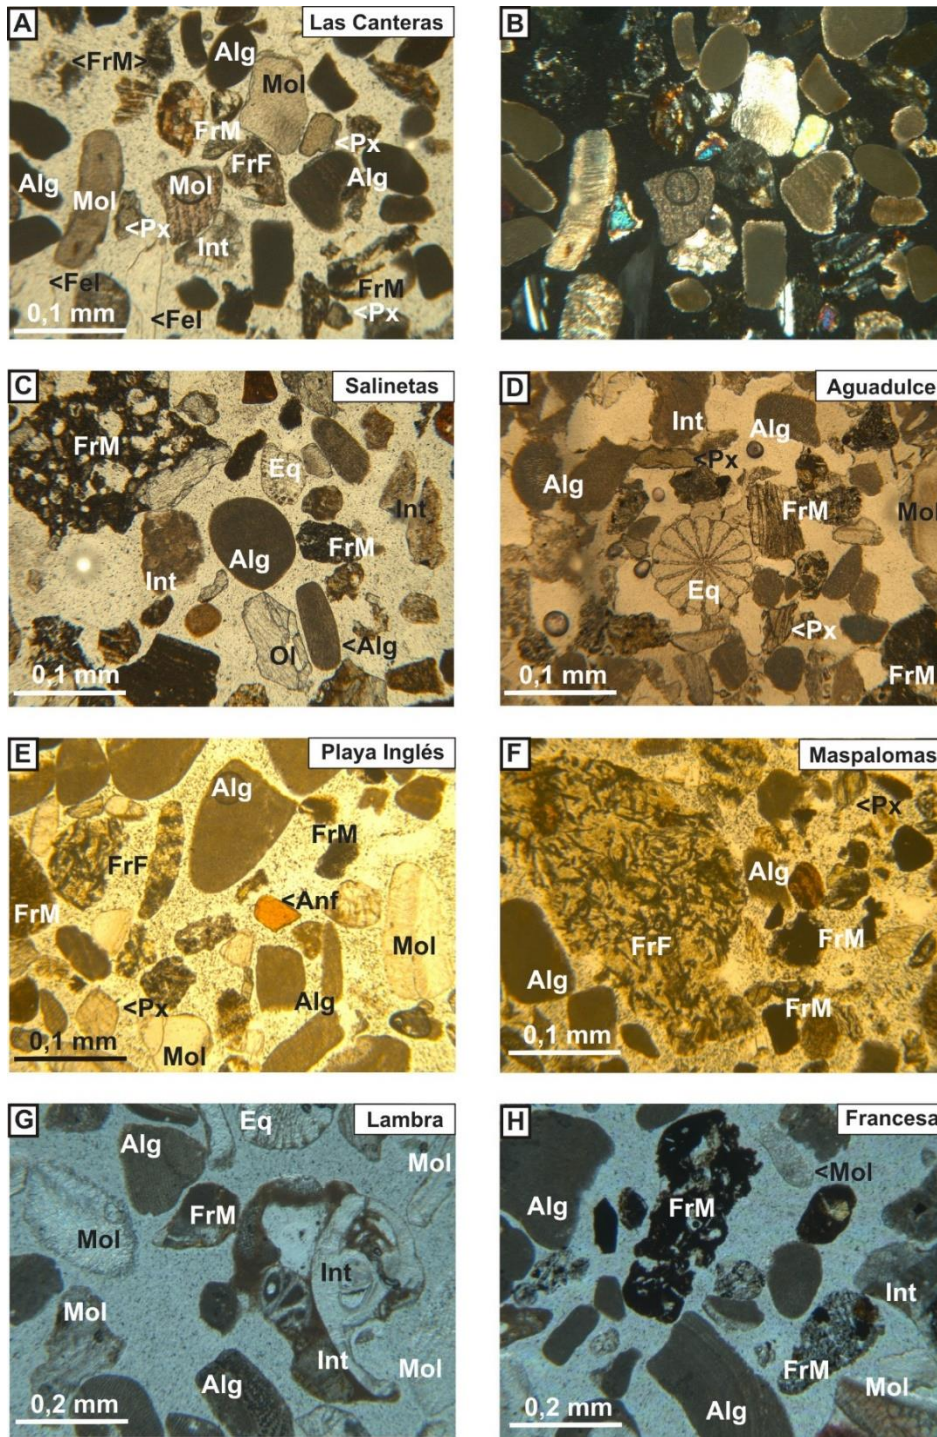 A
Las Canteras
<FrM>
Alg
Mol
FrM
<Px
FrF
Alg
Mol
Alg
Mol
<Px
Int
<Fel
FrM
0,1 mm
<Fel
<Px
B
C
Salinetas
FrM
Eq
Int
FrM
Alg
Int
Ol
<Alg
0,1 mm
D
Aguadulce
Int
Alg
<Px
Alg
FrM
Mol
Eq
<Px
0,1 mm
FrM
E
Playa Inglés
Alg
FrM
FrF
<Anf
FrM
Mol
<Px
Alg
0,1 mm
Mol
F
Maspalomas
<Px
Alg
FrF
FrM
Alg
FrM
0,1 mm
G
Eq
Lambra
Alg
Mol
FrM
Mol
Int
Mol
Int
Mol
Alg
0,2 mm
H
Francesa
<Mol
Alg
FrM
Int
FrM
Mol
0,2 mm
Alg